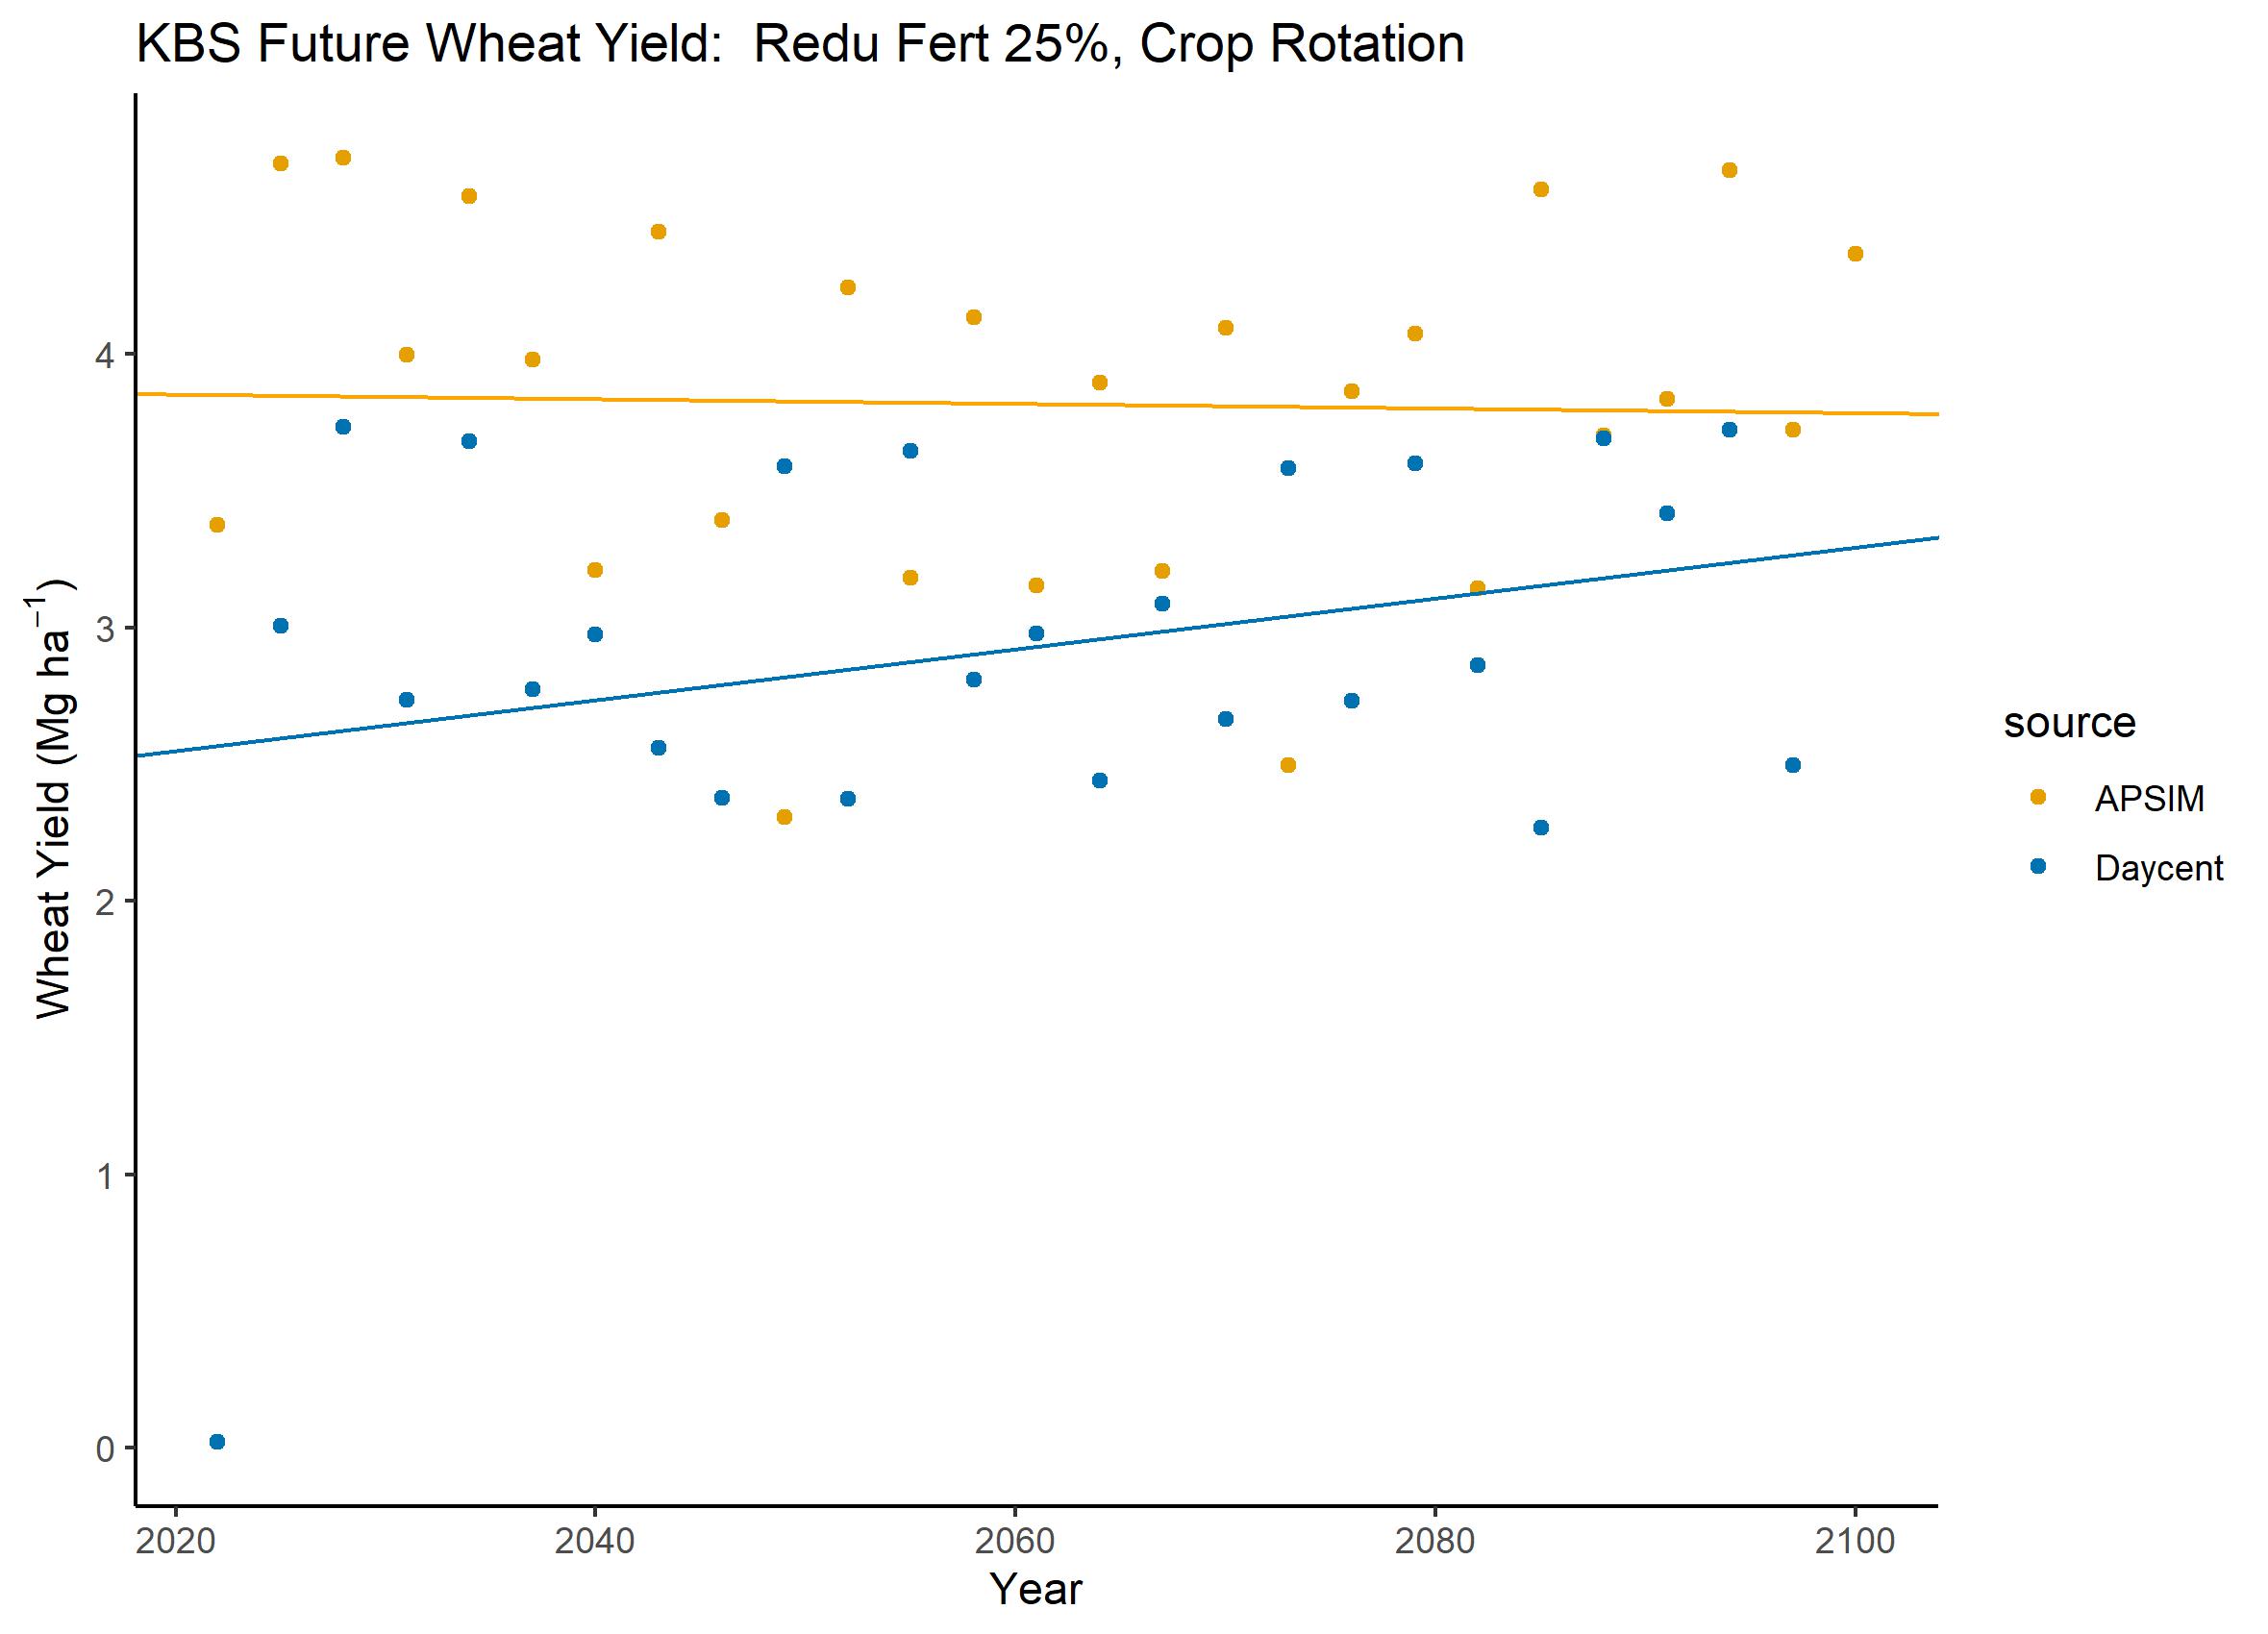 KBS Future Wheat Yield:  Redu Fert 25%, Crop Rotation
Wheat Yield (Mg ha⁻¹)
4
3
2
1
0
2020 2040 2060 2080 2100
Year
source
APSIM
Daycent